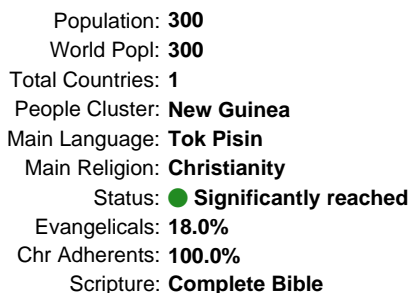 Population: 300
World Popl: 300
Total Countries: 1
People Cluster: New Guinea
Main Language: Tok Pisin
Main Religion: Christianity
Status: Significantly reached
Evangelicals: 18.0%
Chr Adherents: 100.0%
Scripture: Complete Bible